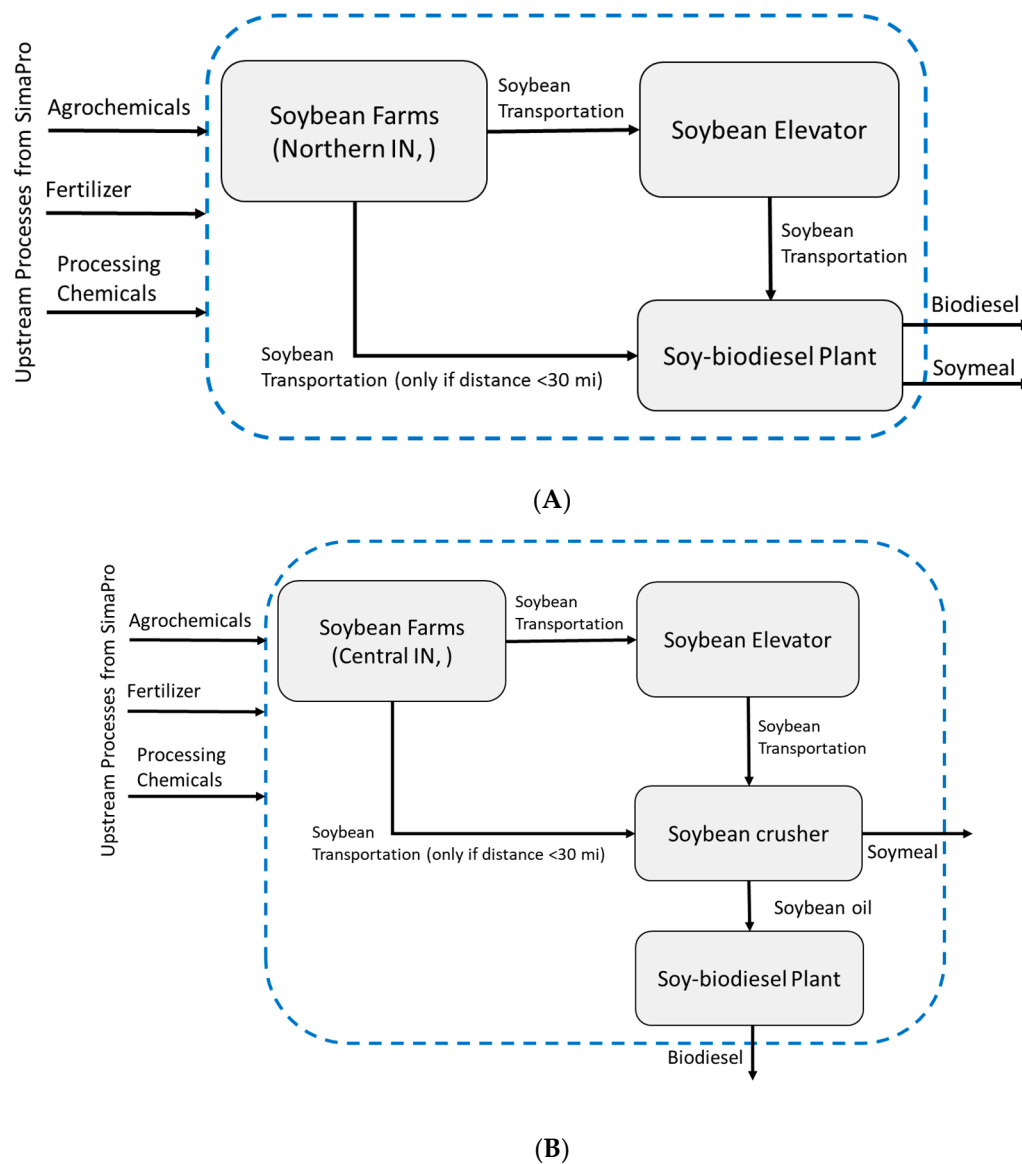 Upstream Processes from SimaPro
Agrochemicals
Fertilizer
Processing
Chemicals
Soybean Farms
(Northern IN, )
Soybean
Transportation
Soybean Elevator
Soybean
Transportation
Soybean
Transportation (only if distance <30 mi)
Soy-biodiesel Plant
Biodiesel
Soymeal
(A)
Upstream Processes from SimaPro
Agrochemicals
Fertilizer
Processing
Chemicals
Soybean Farms
(Central IN, )
Soybean
Transportation
Soybean Elevator
Soybean
Transportation
Soybean
Transportation (only if distance <30 mi)
Soybean crusher
Soymeal
Soybean oil
Soy-biodiesel Plant
Biodiesel
(B)